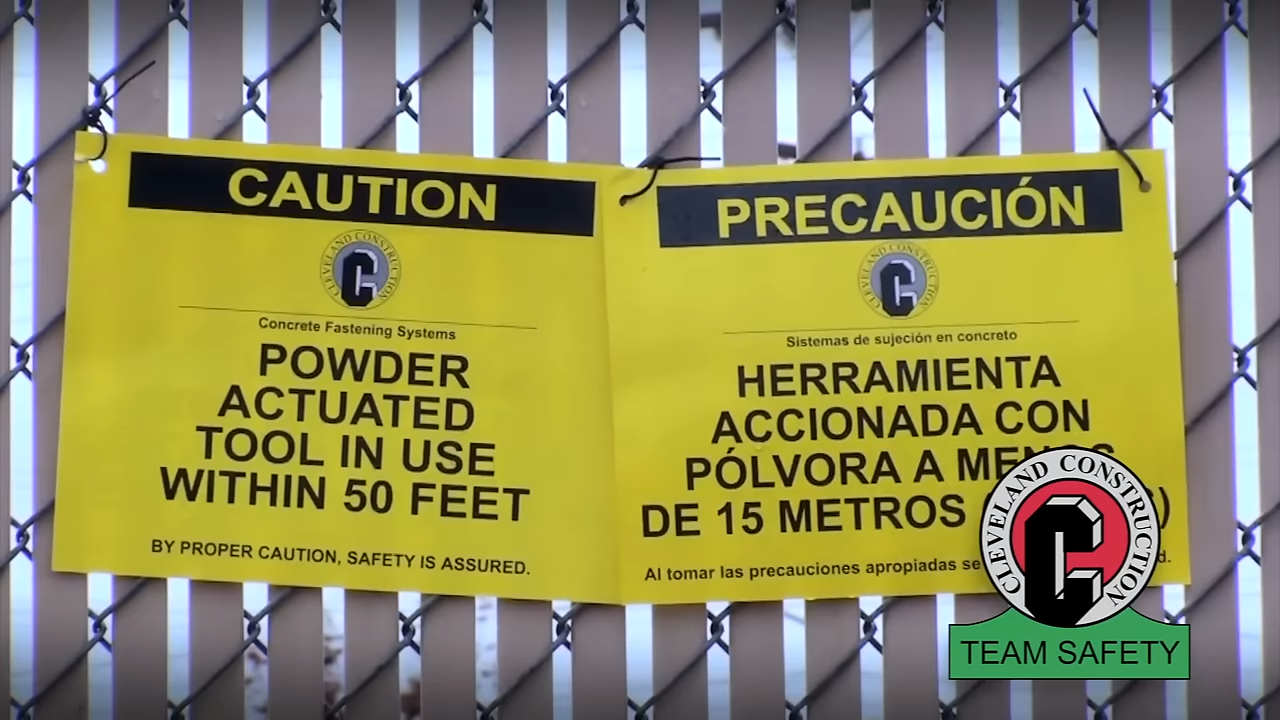 CAUTION
CLEVELAND CONSTRUCTION
Concrete Fastening Systems
POWDER
ACTUATED
TOOL IN USE
WITHIN 50 FEET
BY PROPER CAUTION, SAFETY IS ASSURED.
PRECAUCIÓN
CLEVELAND CONSTRUCTION
Sistemas de sujeción en concreto
HERRAMIENTA
ACCIONADA CON
PÓLVORA A MENOS
DE 15 METROS
Al tomar las precauciones apropiadas
CLEVELAND CONSTRUCTION
TEAM SAFETY